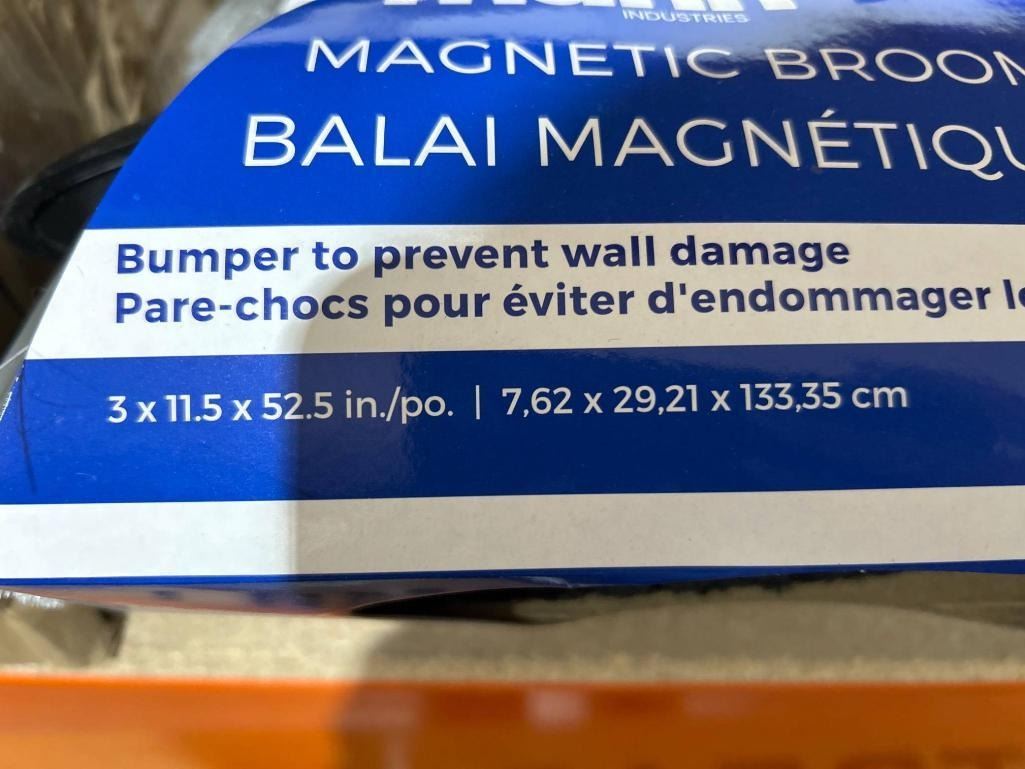 INDUSTRIES
MAGNETIC BROOM
BALAI MAGNÉTIQU
Bumper to prevent wall damage
Pare-chocs pour éviter d'endommager
3 x 11.5 x 52.5 in./po. | 7,62 x 29,21 x 133,35 cm